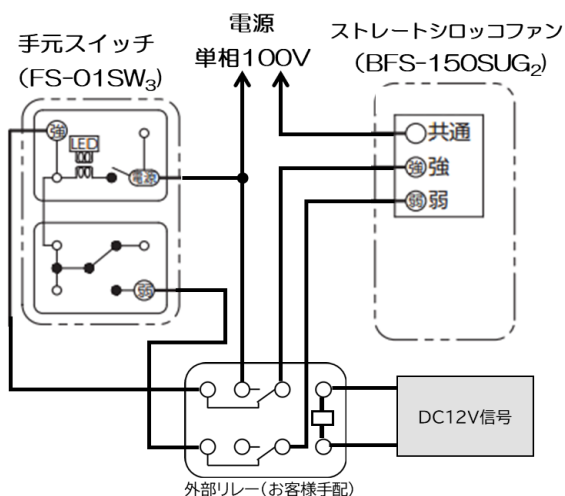 電源
単相100V
手元スイッチ
(FS-01SW₃)
ストレートシロッコファン
(BFS-150SUG₂)
強
LED
電源
弱
共通
強 強
弱 弱
DC12V信号
外部リレー(お客様手配)